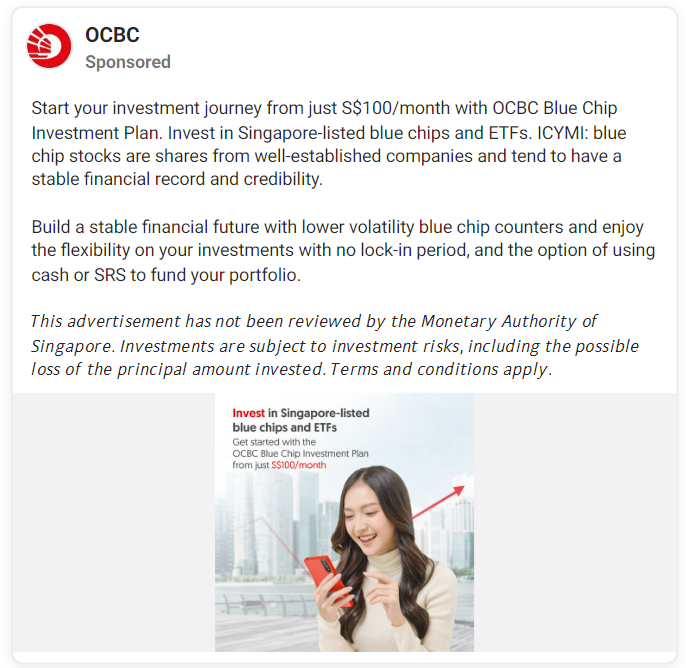 OCBC
Sponsored
Start your investment journey from just S$100/month with OCBC Blue Chip
Investment Plan. Invest in Singapore-listed blue chips and ETFs. ICYMI: blue
chip stocks are shares from well-established companies and tend to have a
stable financial record and credibility.
Build a stable financial future with lower volatility blue chip counters and enjoy
the flexibility on your investments with no lock-in period, and the option of using
cash or SRS to fund your portfolio.
This advertisement has not been reviewed by the Monetary Authority of
Singapore. Investments are subject to investment risks, including the possible
loss of the principal amount invested. Terms and conditions apply.
Invest in Singapore-listed
blue chips and ETFs
Get started with the
OCBC Blue Chip Investment Plan
from just S$100/month